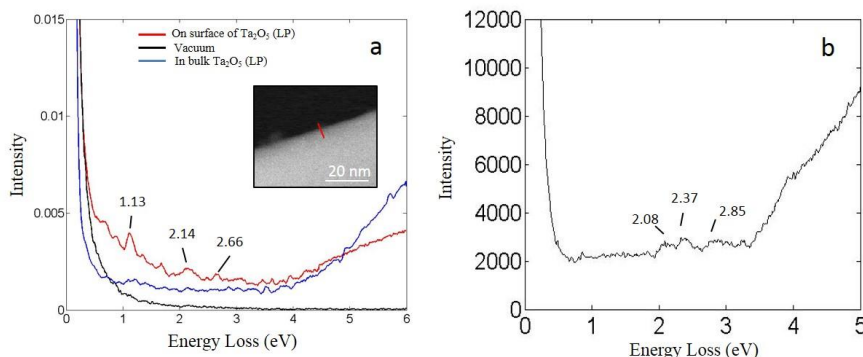 On surface of Ta₂O₅ (LP)
Vacuum
In bulk Ta₂O₅ (LP)
a
0.015
0.01
0.005
0
Intensity
1.13
2.14
2.66
20 nm
0 1 2 3 4 5 6
Energy Loss (eV)
b
12000
10000
8000
6000
4000
2000
0
Intensity
2.08
2.37
2.85
0 1 2 3 4 5
Energy Loss (eV)